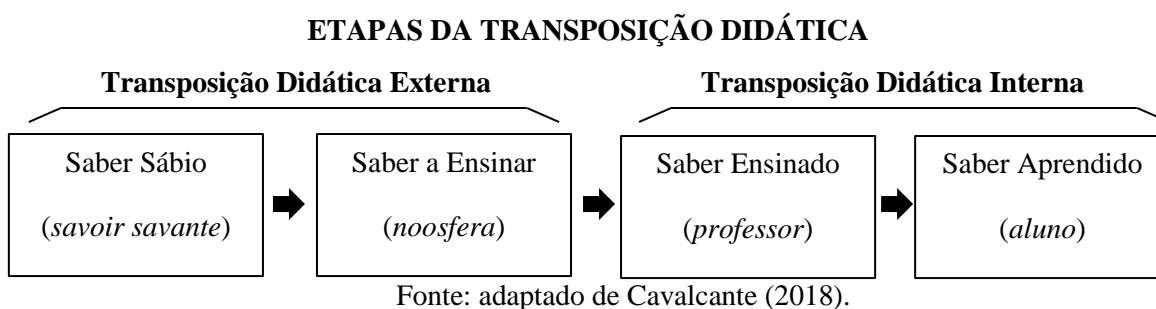 ETAPAS DA TRANSPOSIÇÃO DIDÁTICA
Transposição Didática Externa
Transposição Didática Interna
Saber Sábio
(savoir savante)
Saber a Ensinar
(noosfera)
Saber Ensinado
(professor)
Saber Aprendido
(aluno)
Fonte: adaptado de Cavalcante (2018).